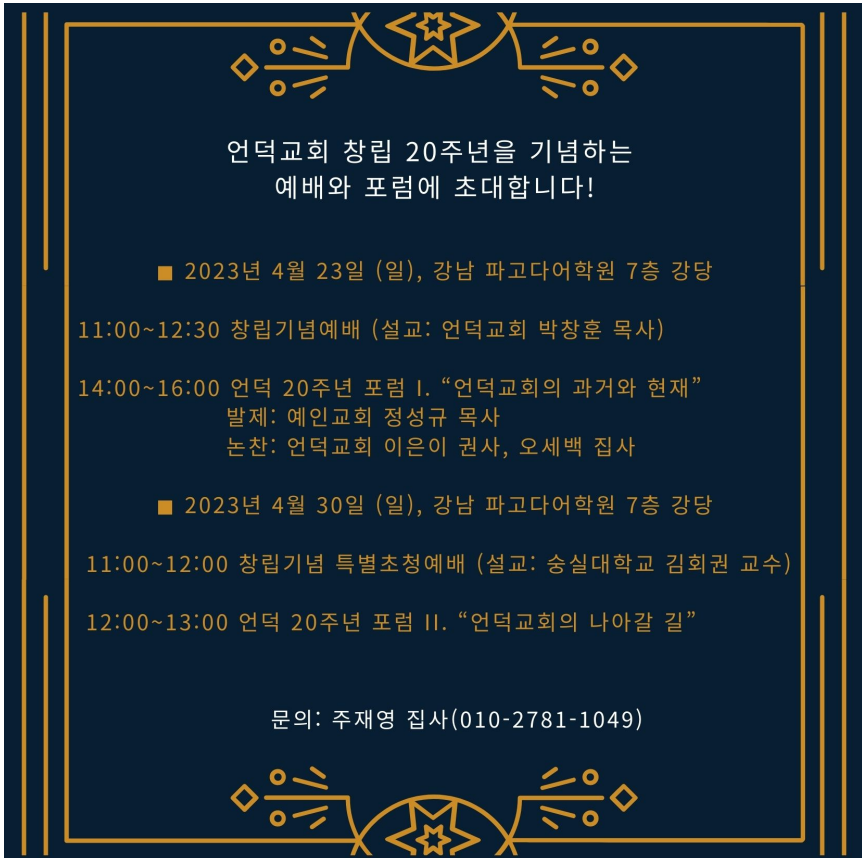 언덕교회 창립 20주년을 기념하는
예배와 포럼에 초대합니다!
■ 2023년 4월 23일 (일), 강남 파고다어학원 7층 강당
11:00~12:30 창립기념예배 (설교: 언덕교회 박창훈 목사)
14:00~16:00 언덕 20주년 포럼 I. “언덕교회의 과거와 현재”
발제: 예인교회 정성규 목사
논찬: 언덕교회 이은이 권사, 오세백 집사
■ 2023년 4월 30일 (일), 강남 파고다어학원 7층 강당
11:00~12:00 창립기념 특별초청예배 (설교: 숭실대학교 김회권 교수)
12:00~13:00 언덕 20주년 포럼 II. “언덕교회의 나아갈 길”
문의: 주재영 집사(010-2781-1049)